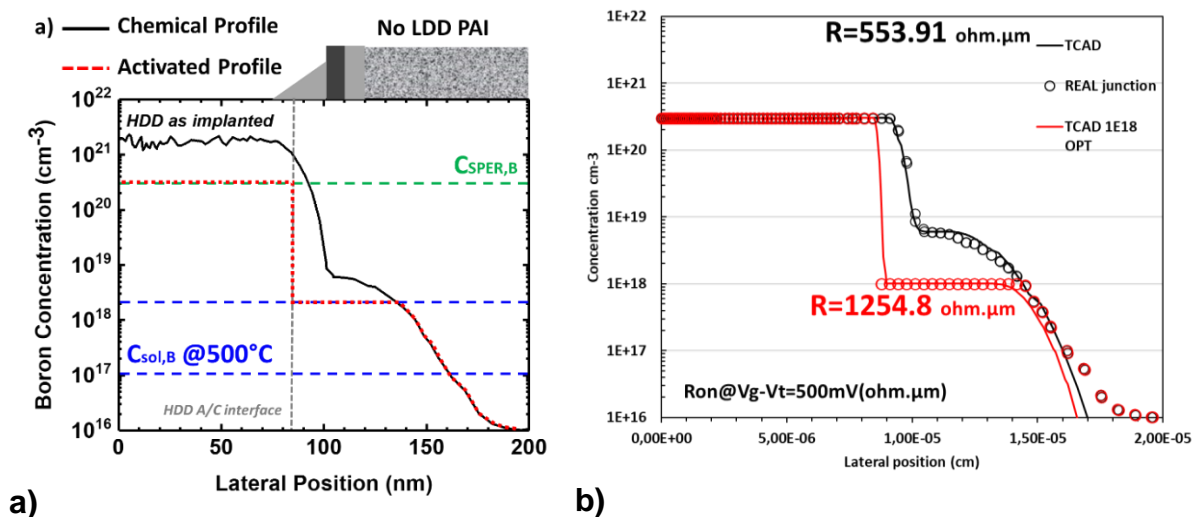 a)
Chemical Profile
Activated Profile
No LDD PAI
HDD as implanted
C_SPER,B
C_sol,B @500°C
HDD A/C interface
10^22
10^21
10^20
10^19
10^18
10^17
10^16
Boron Concentration (cm^-3)
0
50
100
150
200
Lateral Position (nm)
a)
1E+22
1E+21
1E+20
1E+19
1E+18
1E+17
1E+16
Concentration cm-3
R=553.91 ohm.µm
TCAD
REAL junction
TCAD 1E18
OPT
R=1254.8 ohm.µm
Ron@Vg-Vt=500mV(ohm.µm)
0,00E+00
5,00E-06
1,00E-05
1,50E-05
2,00E-05
Lateral position (cm)
b)